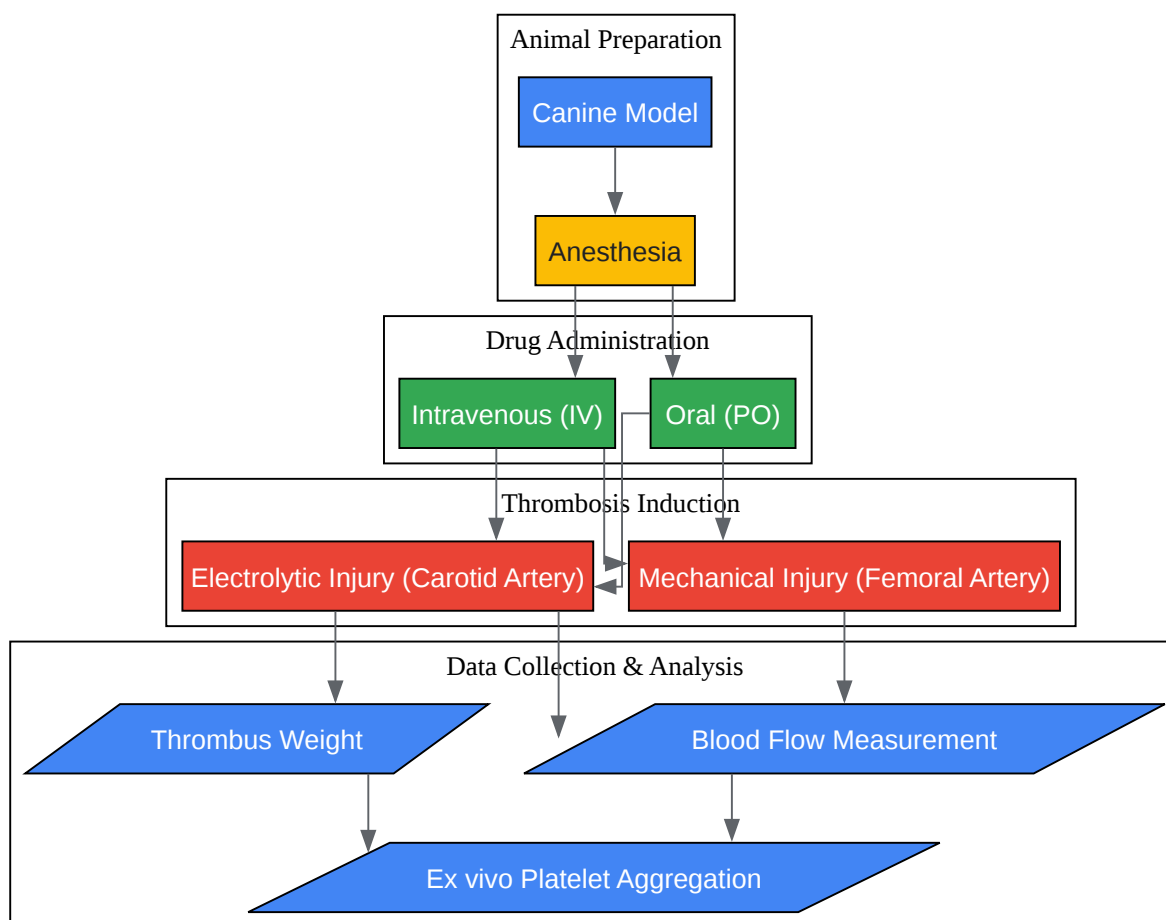 Animal Preparation
Canine Model
Anesthesia
Drug Administration
Intravenous (IV)
Oral (PO)
Thrombosis Induction
Electrolytic Injury (Carotid Artery)
Mechanical Injury (Femoral Artery)
Data Collection & Analysis
Thrombus Weight
Blood Flow Measurement
Ex vivo Platelet Aggregation